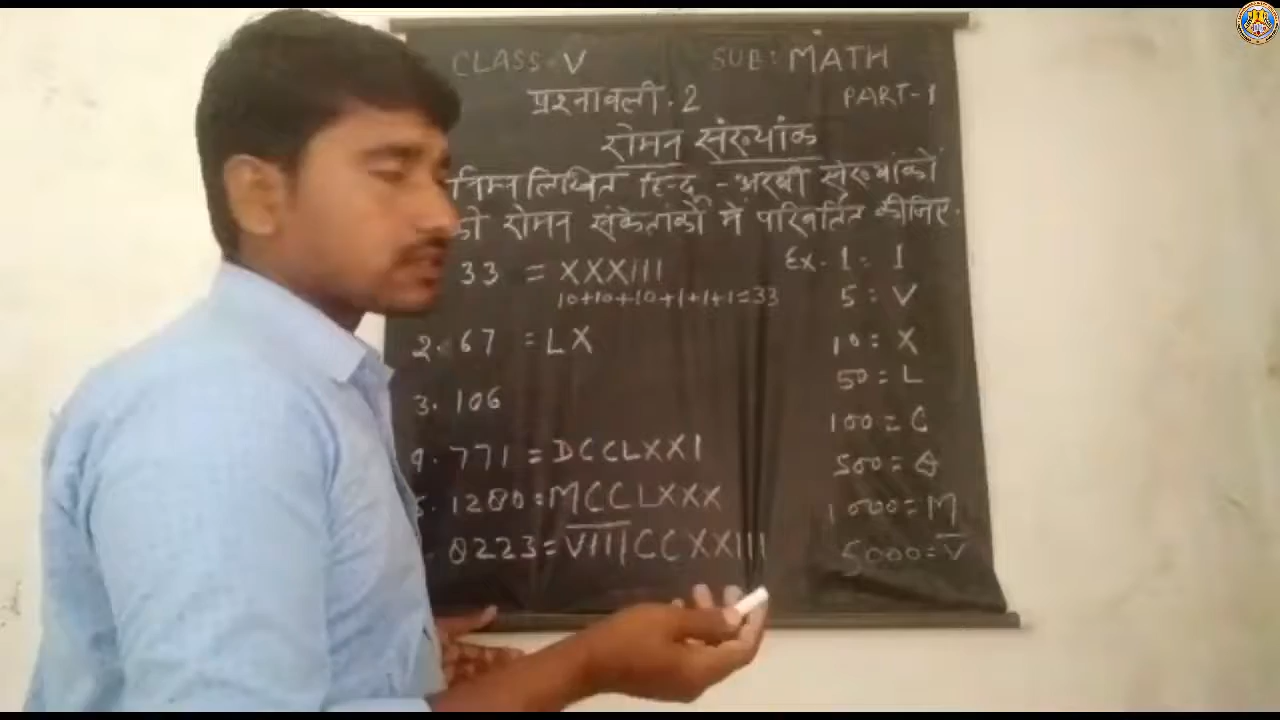 CLASS-V SUB: MATH
प्रश्नावली.2 PART-1
रोमन संख्यांक
निम्नलिखित हिन्दू-अरबी संख्यांकों
को रोमन संकेतांकों में परिवर्तित कीजिए.
33 = XXXIII
10+10+10+1+1+1=33
2. 67 = LX
3. 106
771 = DCCLXXI
1280=MCCLXXX
8223=V̅I̅I̅I̅CCXXIII
Ex. 1 = I
5 = V
10 = X
50 = L
100 = C
500 =
1000 = M
5000 = V̅